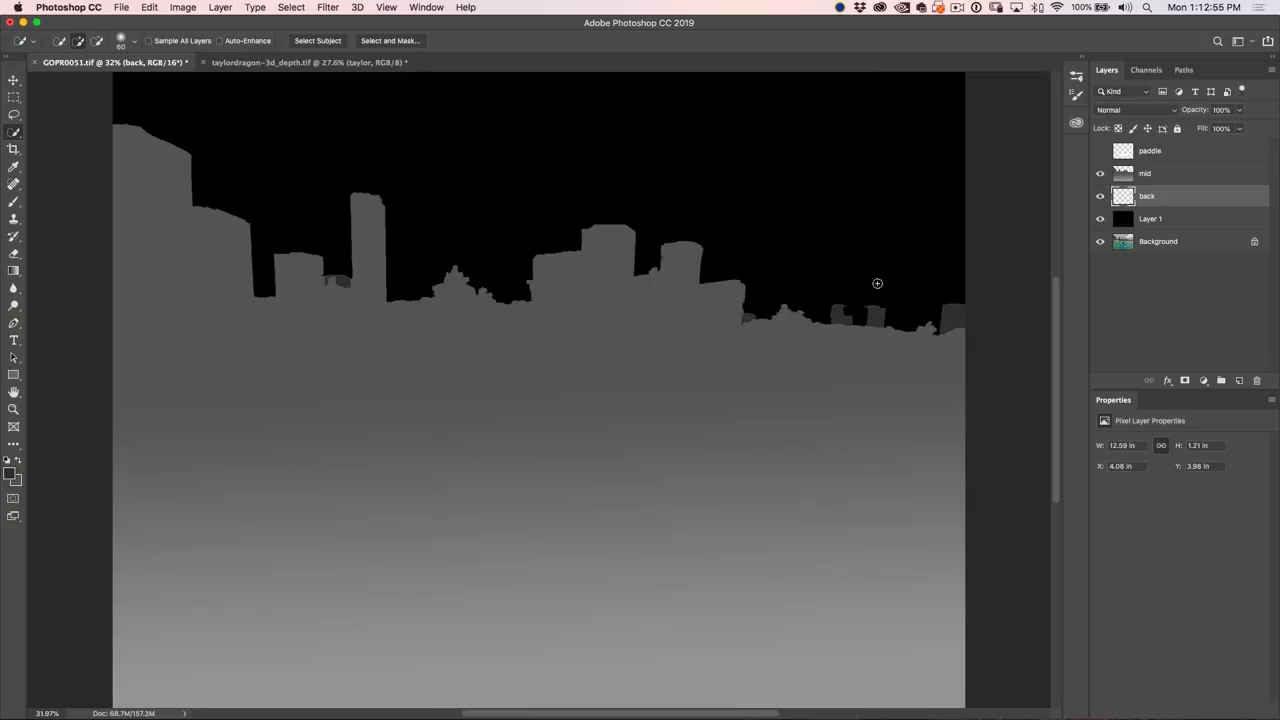 Photoshop CC File Edit Image Layer Type Select Filter 3D View Window Help 100% Mon 1:12:55 PM
Adobe Photoshop CC 2019
60 Sample All Layers Auto-Enhance Select Subject Select and Mask...
× GOPR0051.tif @ 32% (back, RGB/16*) * × taylordragon-3d_depth.tif @ 27.6% (taylor, RGB/8) *
Layers Channels Paths
Kind
Normal Opacity: 100%
Lock: Fill: 100%
paddle
mid
back
Layer 1
Background
fx
Properties
Pixel Layer Properties
W: 12.59 in H: 1.21 in
X: 4.08 in Y: 3.98 in
31.97% Doc: 68.7M/157.3M